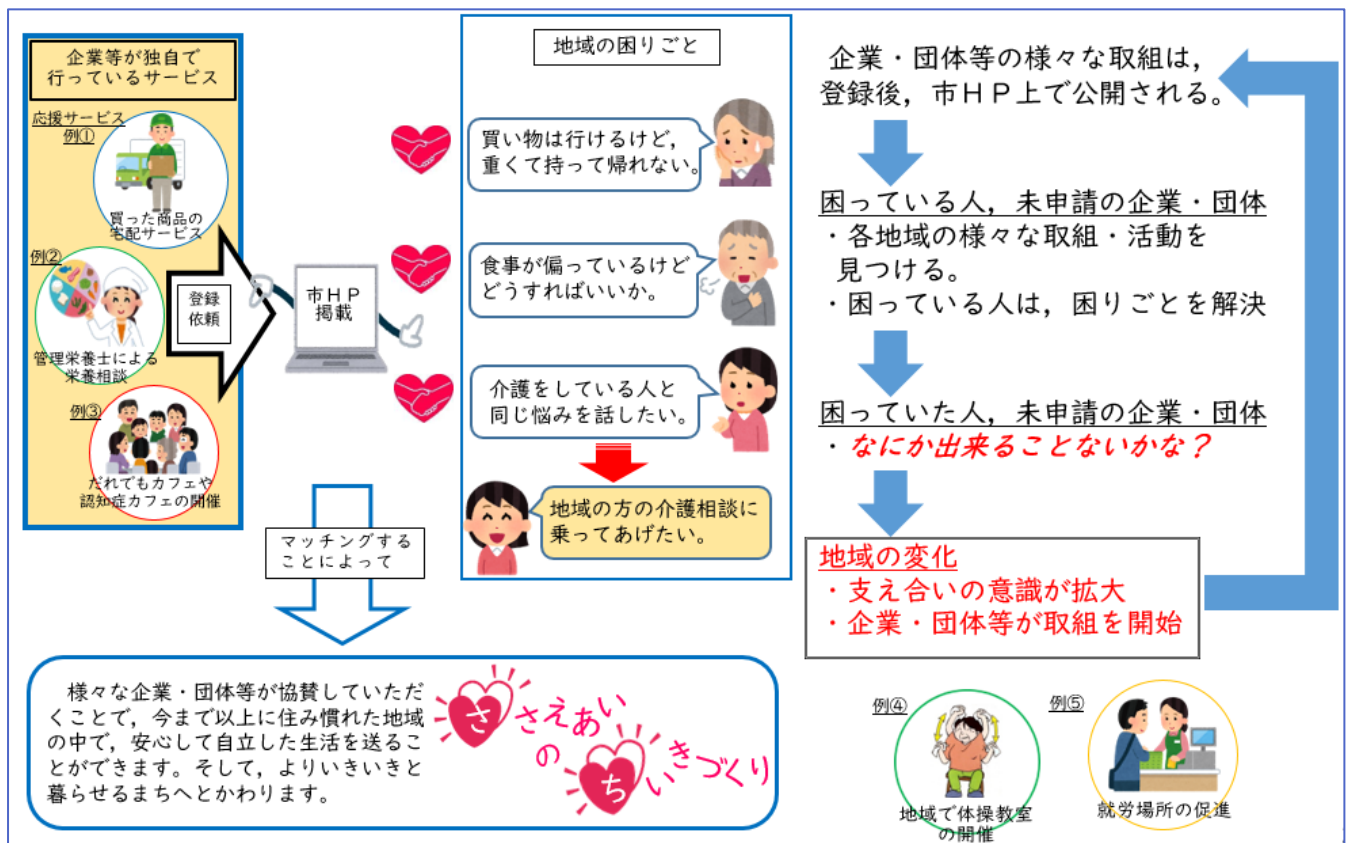 企業等が独自で
行っているサービス
応援サービス
例①
買った商品の
宅配サービス
例②
管理栄養士による
栄養相談
例③
だれでもカフェや
認知症カフェの開催
登録
依頼
市ＨＰ
掲載
地域の困りごと
買い物は行けるけど，
重くて持って帰れない。
食事が偏っているけど
どうすればいいか。
介護をしている人と
同じ悩みを話したい。
地域の方の介護相談に
乗ってあげたい。
マッチングする
ことによって
様々な企業・団体等が協賛していただ
くことで，今まで以上に住み慣れた地域
の中で，安心して自立した生活を送るこ
とができます。そして，よりいきいきと
暮らせるまちへとかわります。
ささえあい
の
ちいきづくり
企業・団体等の様々な取組は，
登録後，市ＨＰ上で公開される。
困っている人，未申請の企業・団体
・各地域の様々な取組・活動を
見つける。
・困っている人は，困りごとを解決
困っていた人，未申請の企業・団体
・なにか出来ることないかな？
地域の変化
・支え合いの意識が拡大
・企業・団体等が取組を開始
例④
地域で体操教室
の開催
例⑤
就労場所の促進